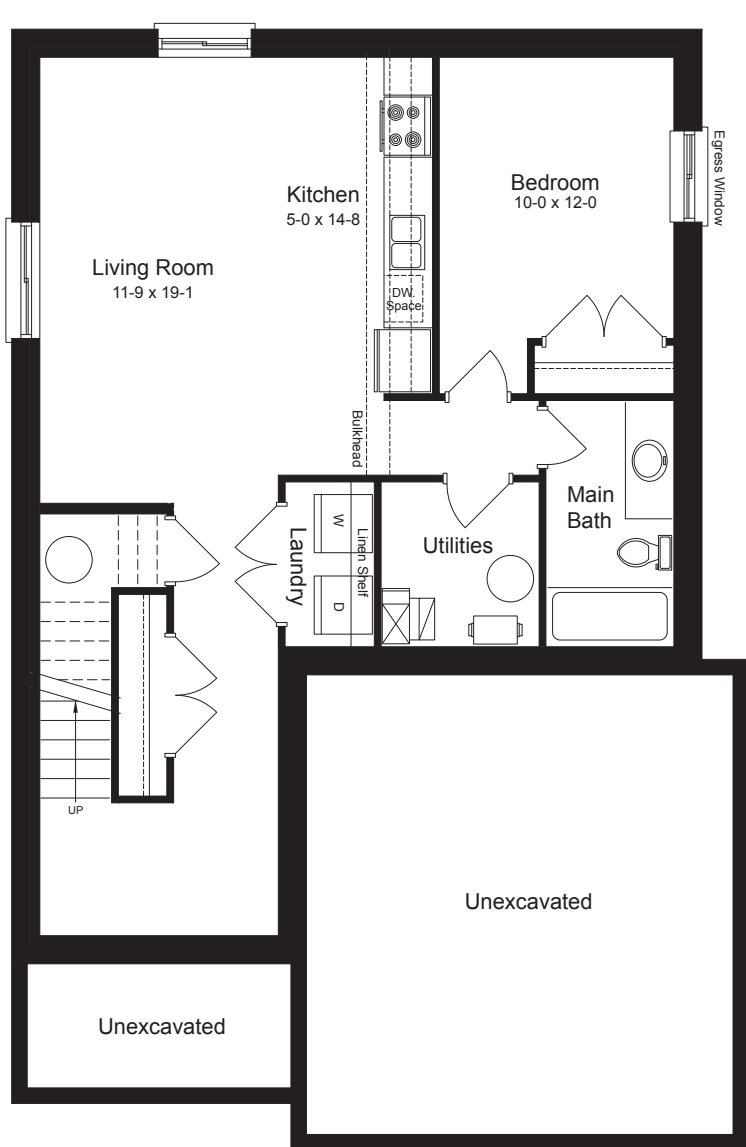 Egress Window
Kitchen
5-0 x 14-8
Bedroom
10-0 x 12-0
Living Room
11-9 x 19-1
DW.
Space
Bulkhead
Main
Bath
W
Linen Shelf
Laundry
Utilities
D
UP
Unexcavated
Unexcavated